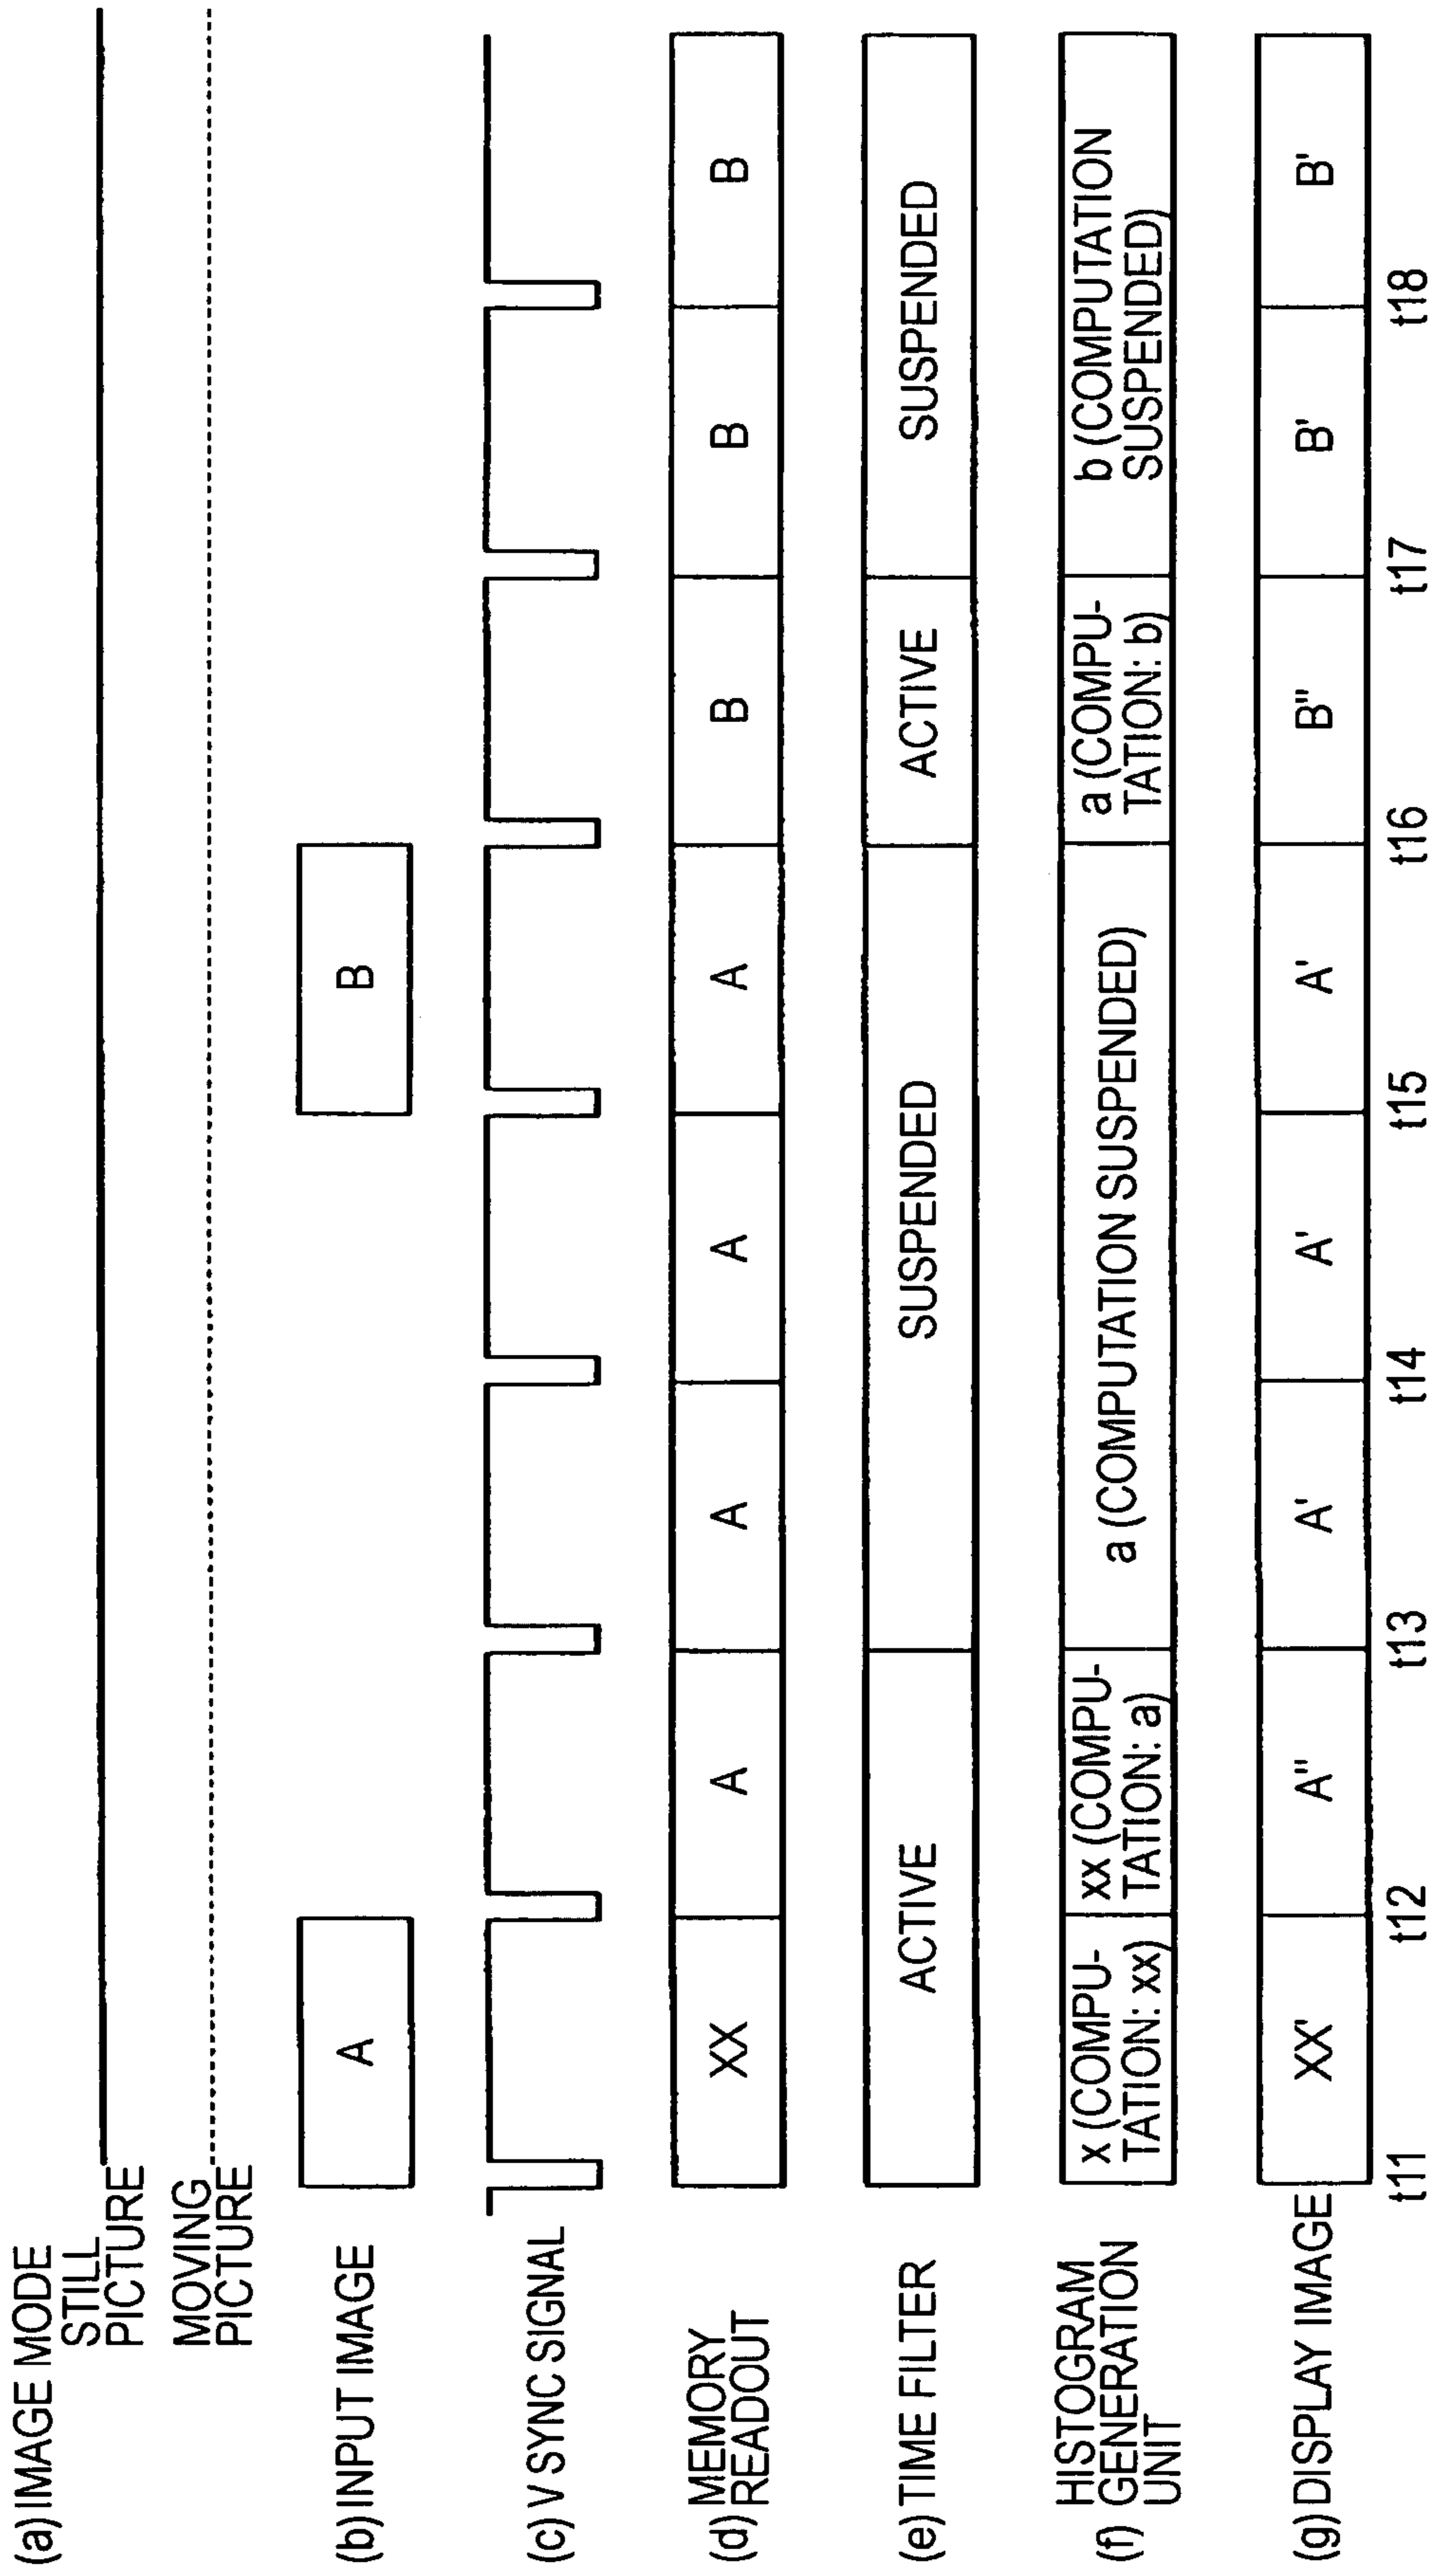 (a) IMAGE MODE
STILL
PICTURE
MOVING
PICTURE
(b) INPUT IMAGE
A
B
(c) V SYNC SIGNAL
(d) MEMORY
READOUT
XX
A
A
A
A
B
B
B
(e) TIME FILTER
ACTIVE
SUSPENDED
ACTIVE
SUSPENDED
HISTOGRAM
(f) GENERATION
UNIT
x (COMPU-
TATION: xx)
xx (COMPU-
TATION: a)
a (COMPUTATION SUSPENDED)
a (COMPU-
TATION: b)
b (COMPUTATION
SUSPENDED)
(g) DISPLAY IMAGE
XX'
A"
A'
A'
A'
B"
B'
B'
t11
t12
t13
t14
t15
t16
t17
t18